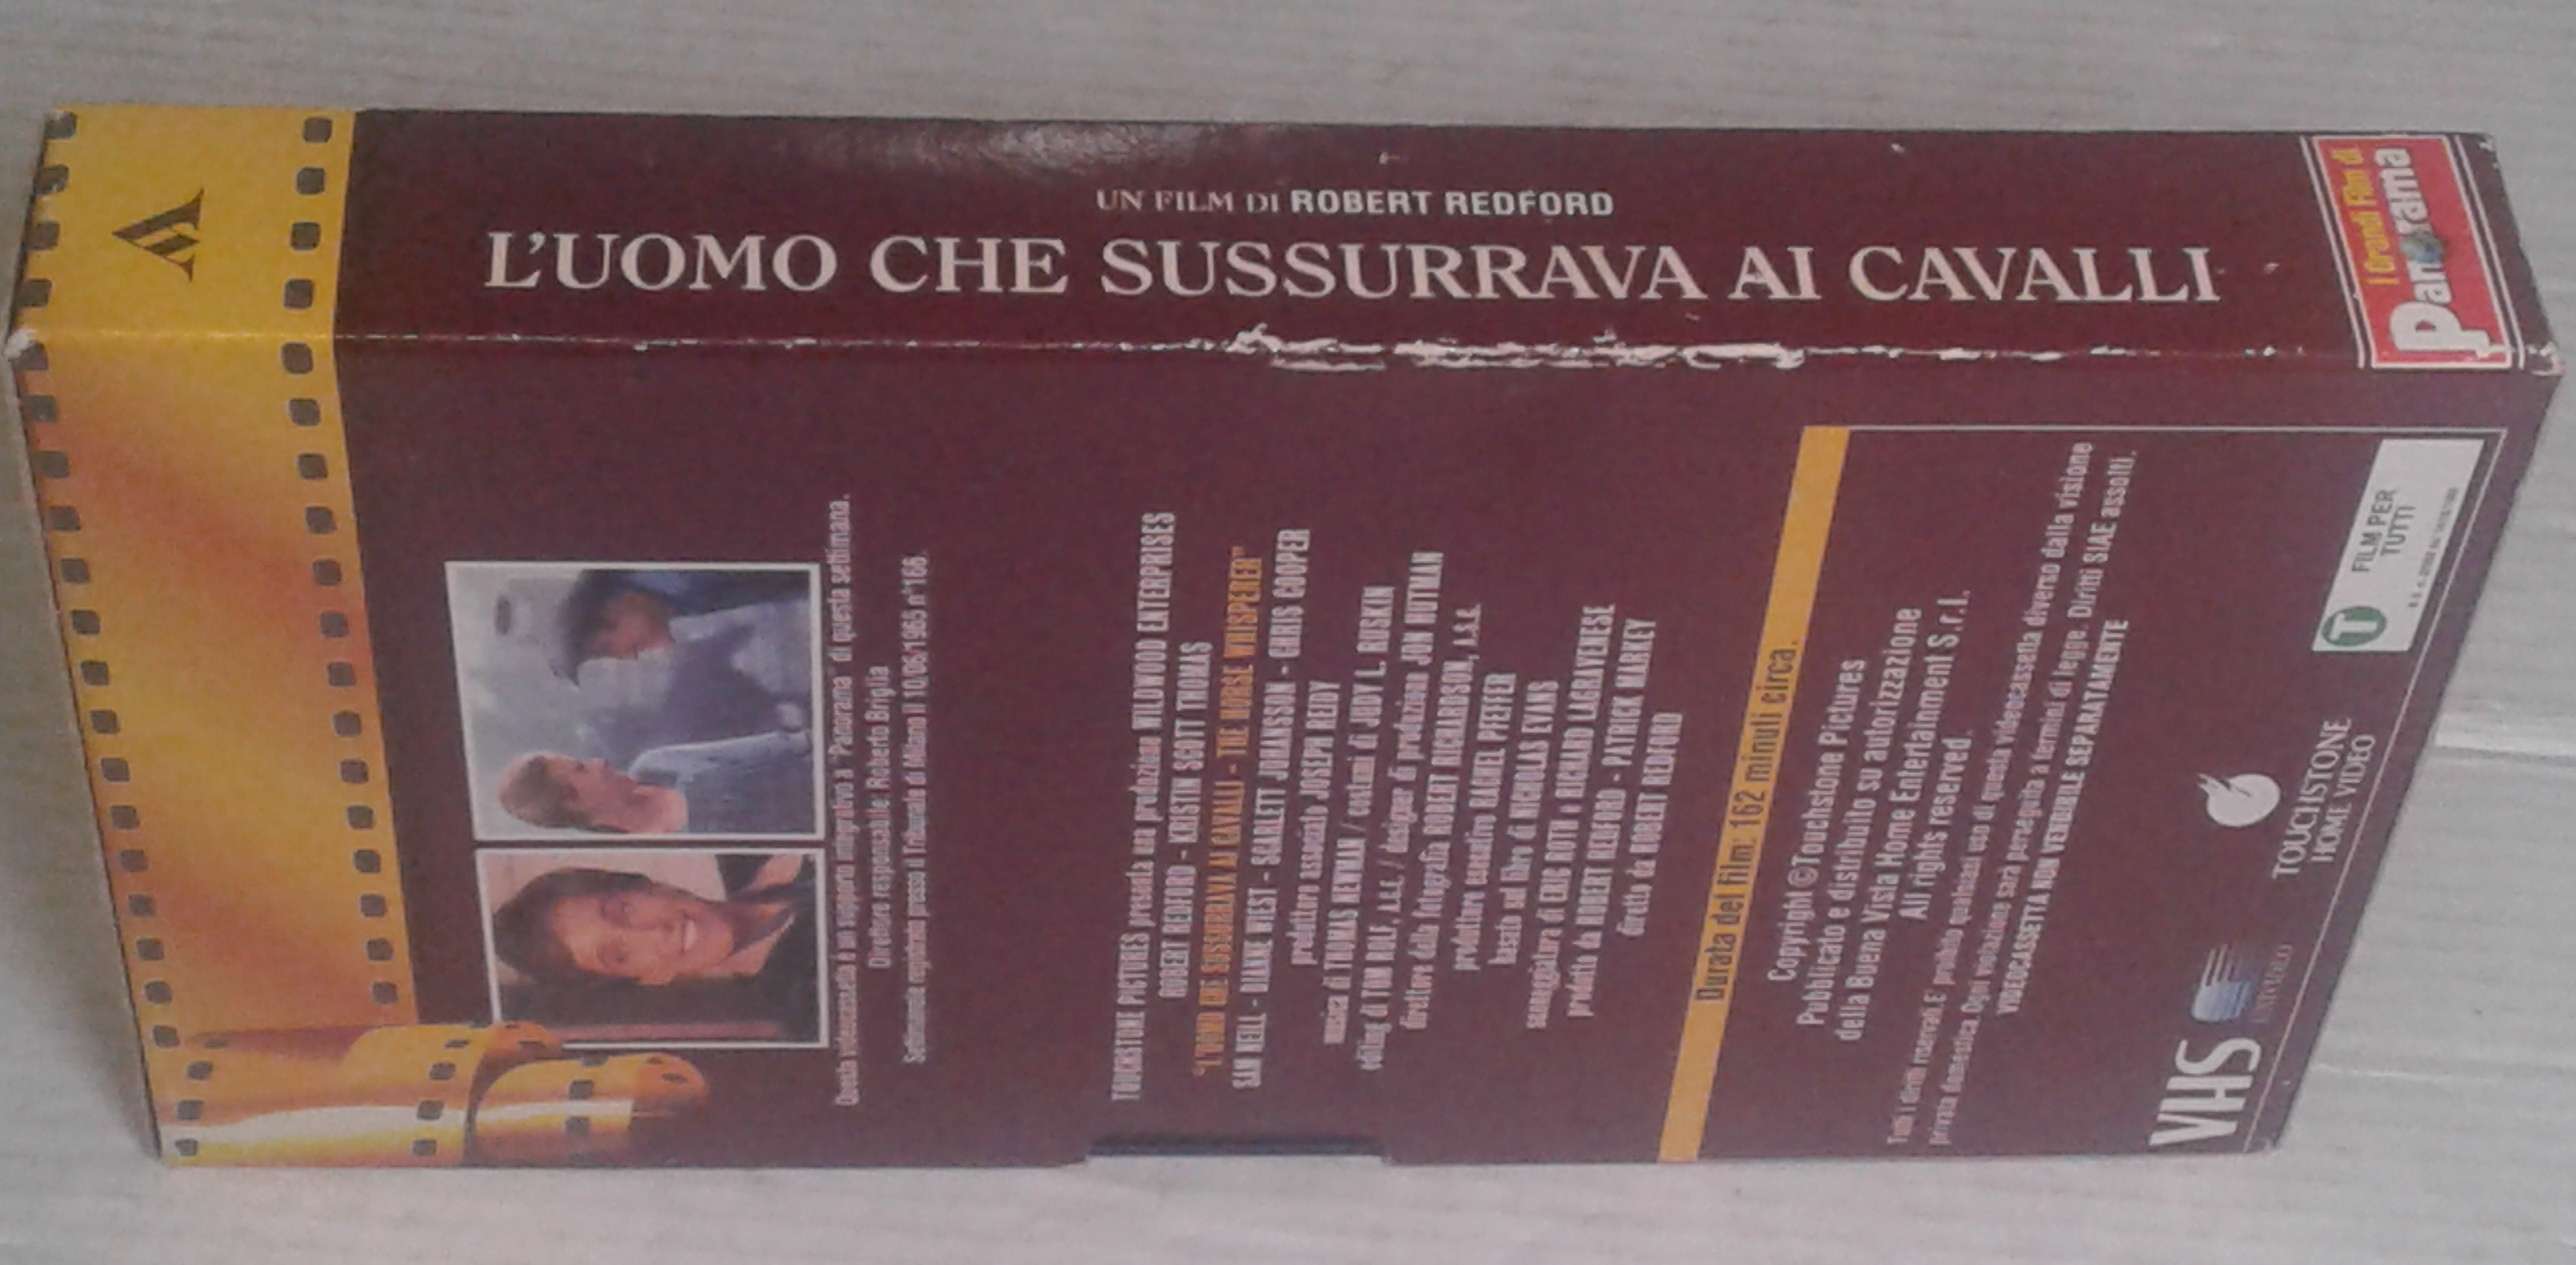 UN FILM DI ROBERT REDFORD
L'UOMO CHE SUSSURRAVA AI CAVALLI
I Grandi Film di
Panorama
Questa videocassetta è un supporto integrativo a "Panorama" di questa settimana.
Direttore responsabile: Roberto Briglia
Settimanale registrato presso il Tribunale di Milano il 10/06/1965 n°166.
TOUCHSTONE PICTURES presenta una produzione WILDWOOD ENTERPRISES
ROBERT REDFORD - KRISTIN SCOTT THOMAS
"L'UOMO CHE SUSSURRAVA AI CAVALLI - THE HORSE WHISPERER"
SAM NEILL - DIANNE WIEST - SCARLETT JOHANSSON - CHRIS COOPER
produttore associato JOSEPH REIDY
musica di THOMAS NEWMAN / costumi di JUDY L. RUSKIN
editing di TOM ROLF, A.C.E / designer di produzione JON HUTMAN
direttore della fotografia ROBERT RICHARDSON, A.S.C.
produttore esecutivo RACHEL PFEFFER
basato sul libro di NICHOLAS EVANS
sceneggiatura di ERIC ROTH e RICHARD LAGRAVENESE
prodotto da ROBERT REDFORD - PATRICK MARKEY
diretto da ROBERT REDFORD
Durata del film: 162 minuti circa.
Copyright ©Touchstone Pictures
Pubblicato e distribuito su autorizzazione
della Buena Vista Home Entertainment S.r.l.
All rights reserved
Tutti i diritti riservati. E' proibito qualsiasi uso di questa videocassetta diverso dalla visione
privata domestica. Ogni violazione sarà perseguita a termini di legge. Diritti SIAE assolti.
VIDEOCASSETTA NON VENDIBILE SEPARATAMENTE
VHS
TOUCHSTONE
HOME VIDEO
T
FILM PER
TUTTI